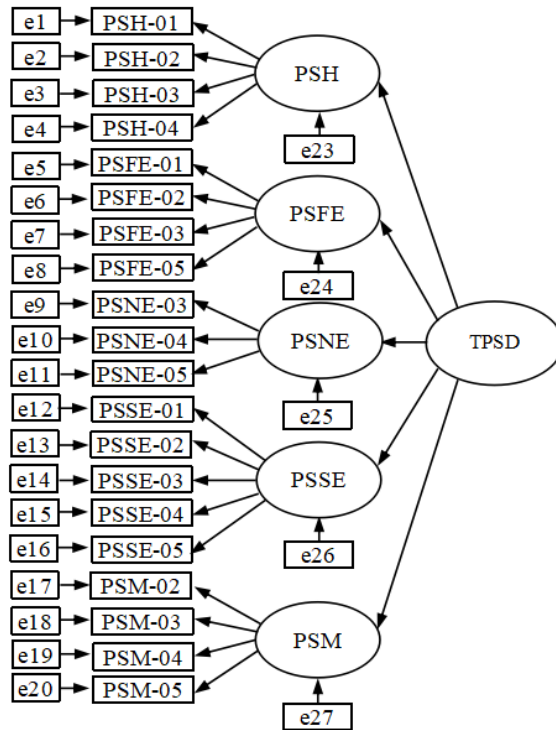 e1 PSH-01
e2 PSH-02
PSH
e3 PSH-03
e4 PSH-04
e23
e5 PSFE-01
e6 PSFE-02
PSFE
e7 PSFE-03
e8 PSFE-05
e24
e9 PSNE-03
e10 PSNE-04
PSNE
TPSD
e11 PSNE-05
e25
e12 PSSE-01
e13 PSSE-02
e14 PSSE-03
PSSE
e15 PSSE-04
e16 PSSE-05
e26
e17 PSM-02
e18 PSM-03
PSM
e19 PSM-04
e20 PSM-05
e27